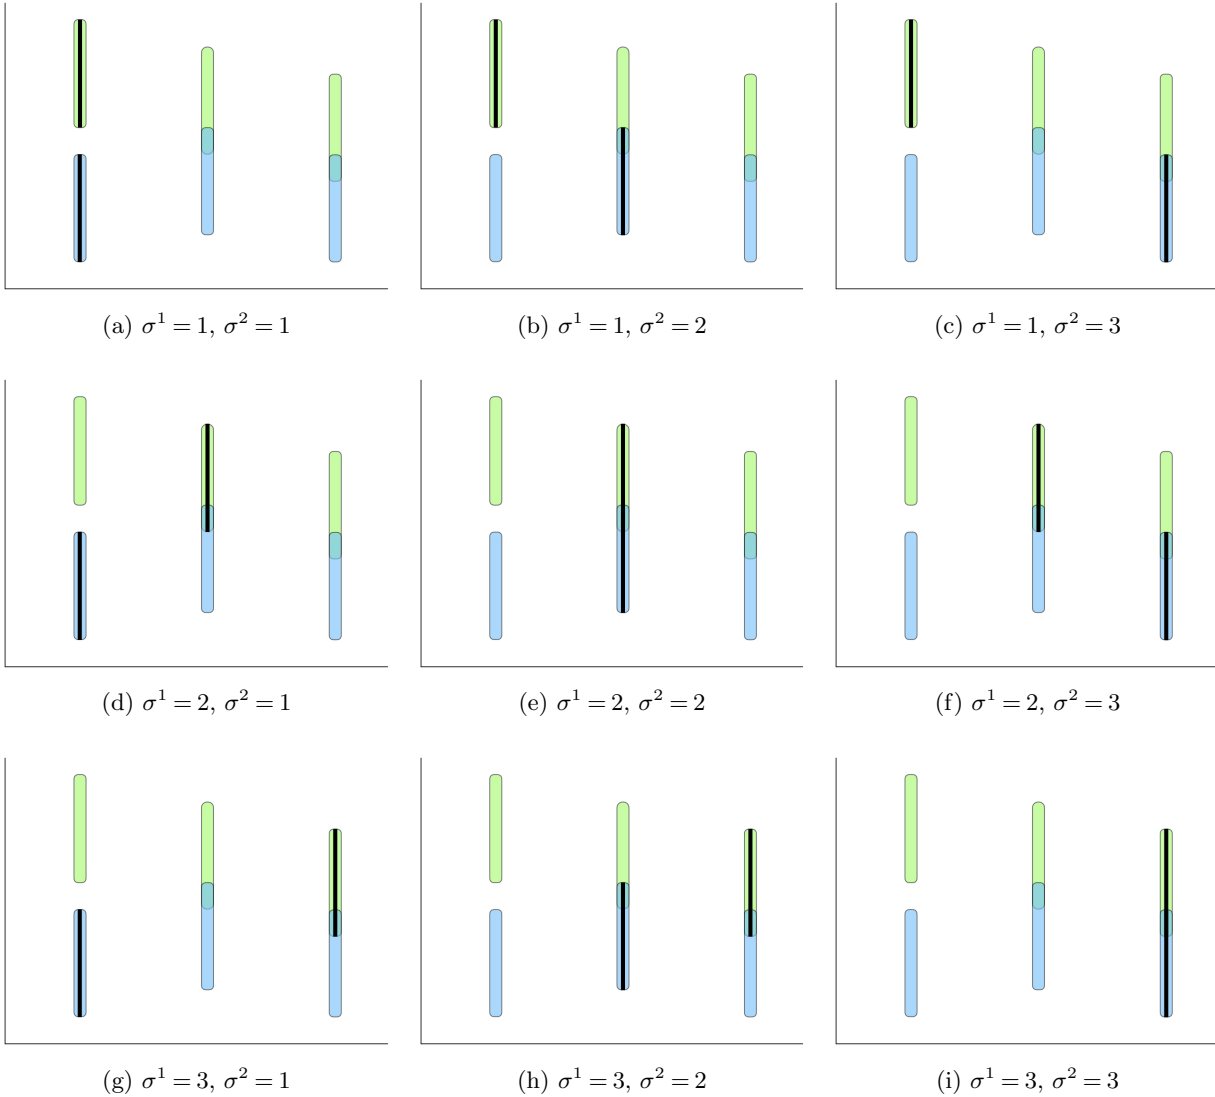 (a) σ¹ = 1, σ² = 1
(b) σ¹ = 1, σ² = 2
(c) σ¹ = 1, σ² = 3
(d) σ¹ = 2, σ² = 1
(e) σ¹ = 2, σ² = 2
(f) σ¹ = 2, σ² = 3
(g) σ¹ = 3, σ² = 1
(h) σ¹ = 3, σ² = 2
(i) σ¹ = 3, σ² = 3